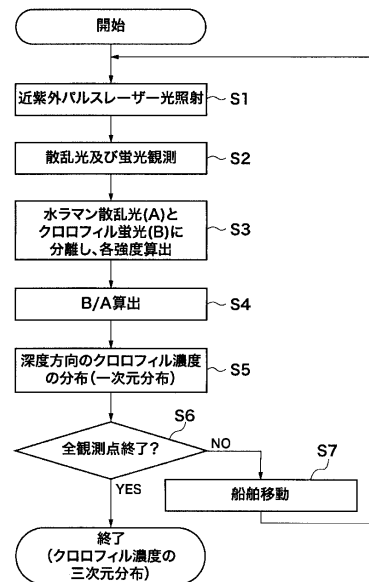 開始
近紫外パルスレーザー光照射
S1
散乱光及び蛍光観測
S2
水ラマン散乱光(A)と
クロロフィル蛍光(B)に
分離し、各強度算出
S3
B/A算出
S4
深度方向のクロロフィル濃度
の分布(一次元分布)
S5
S6
全観測点終了?
NO
YES
S7
船舶移動
終了
(クロロフィル濃度の
三次元分布)